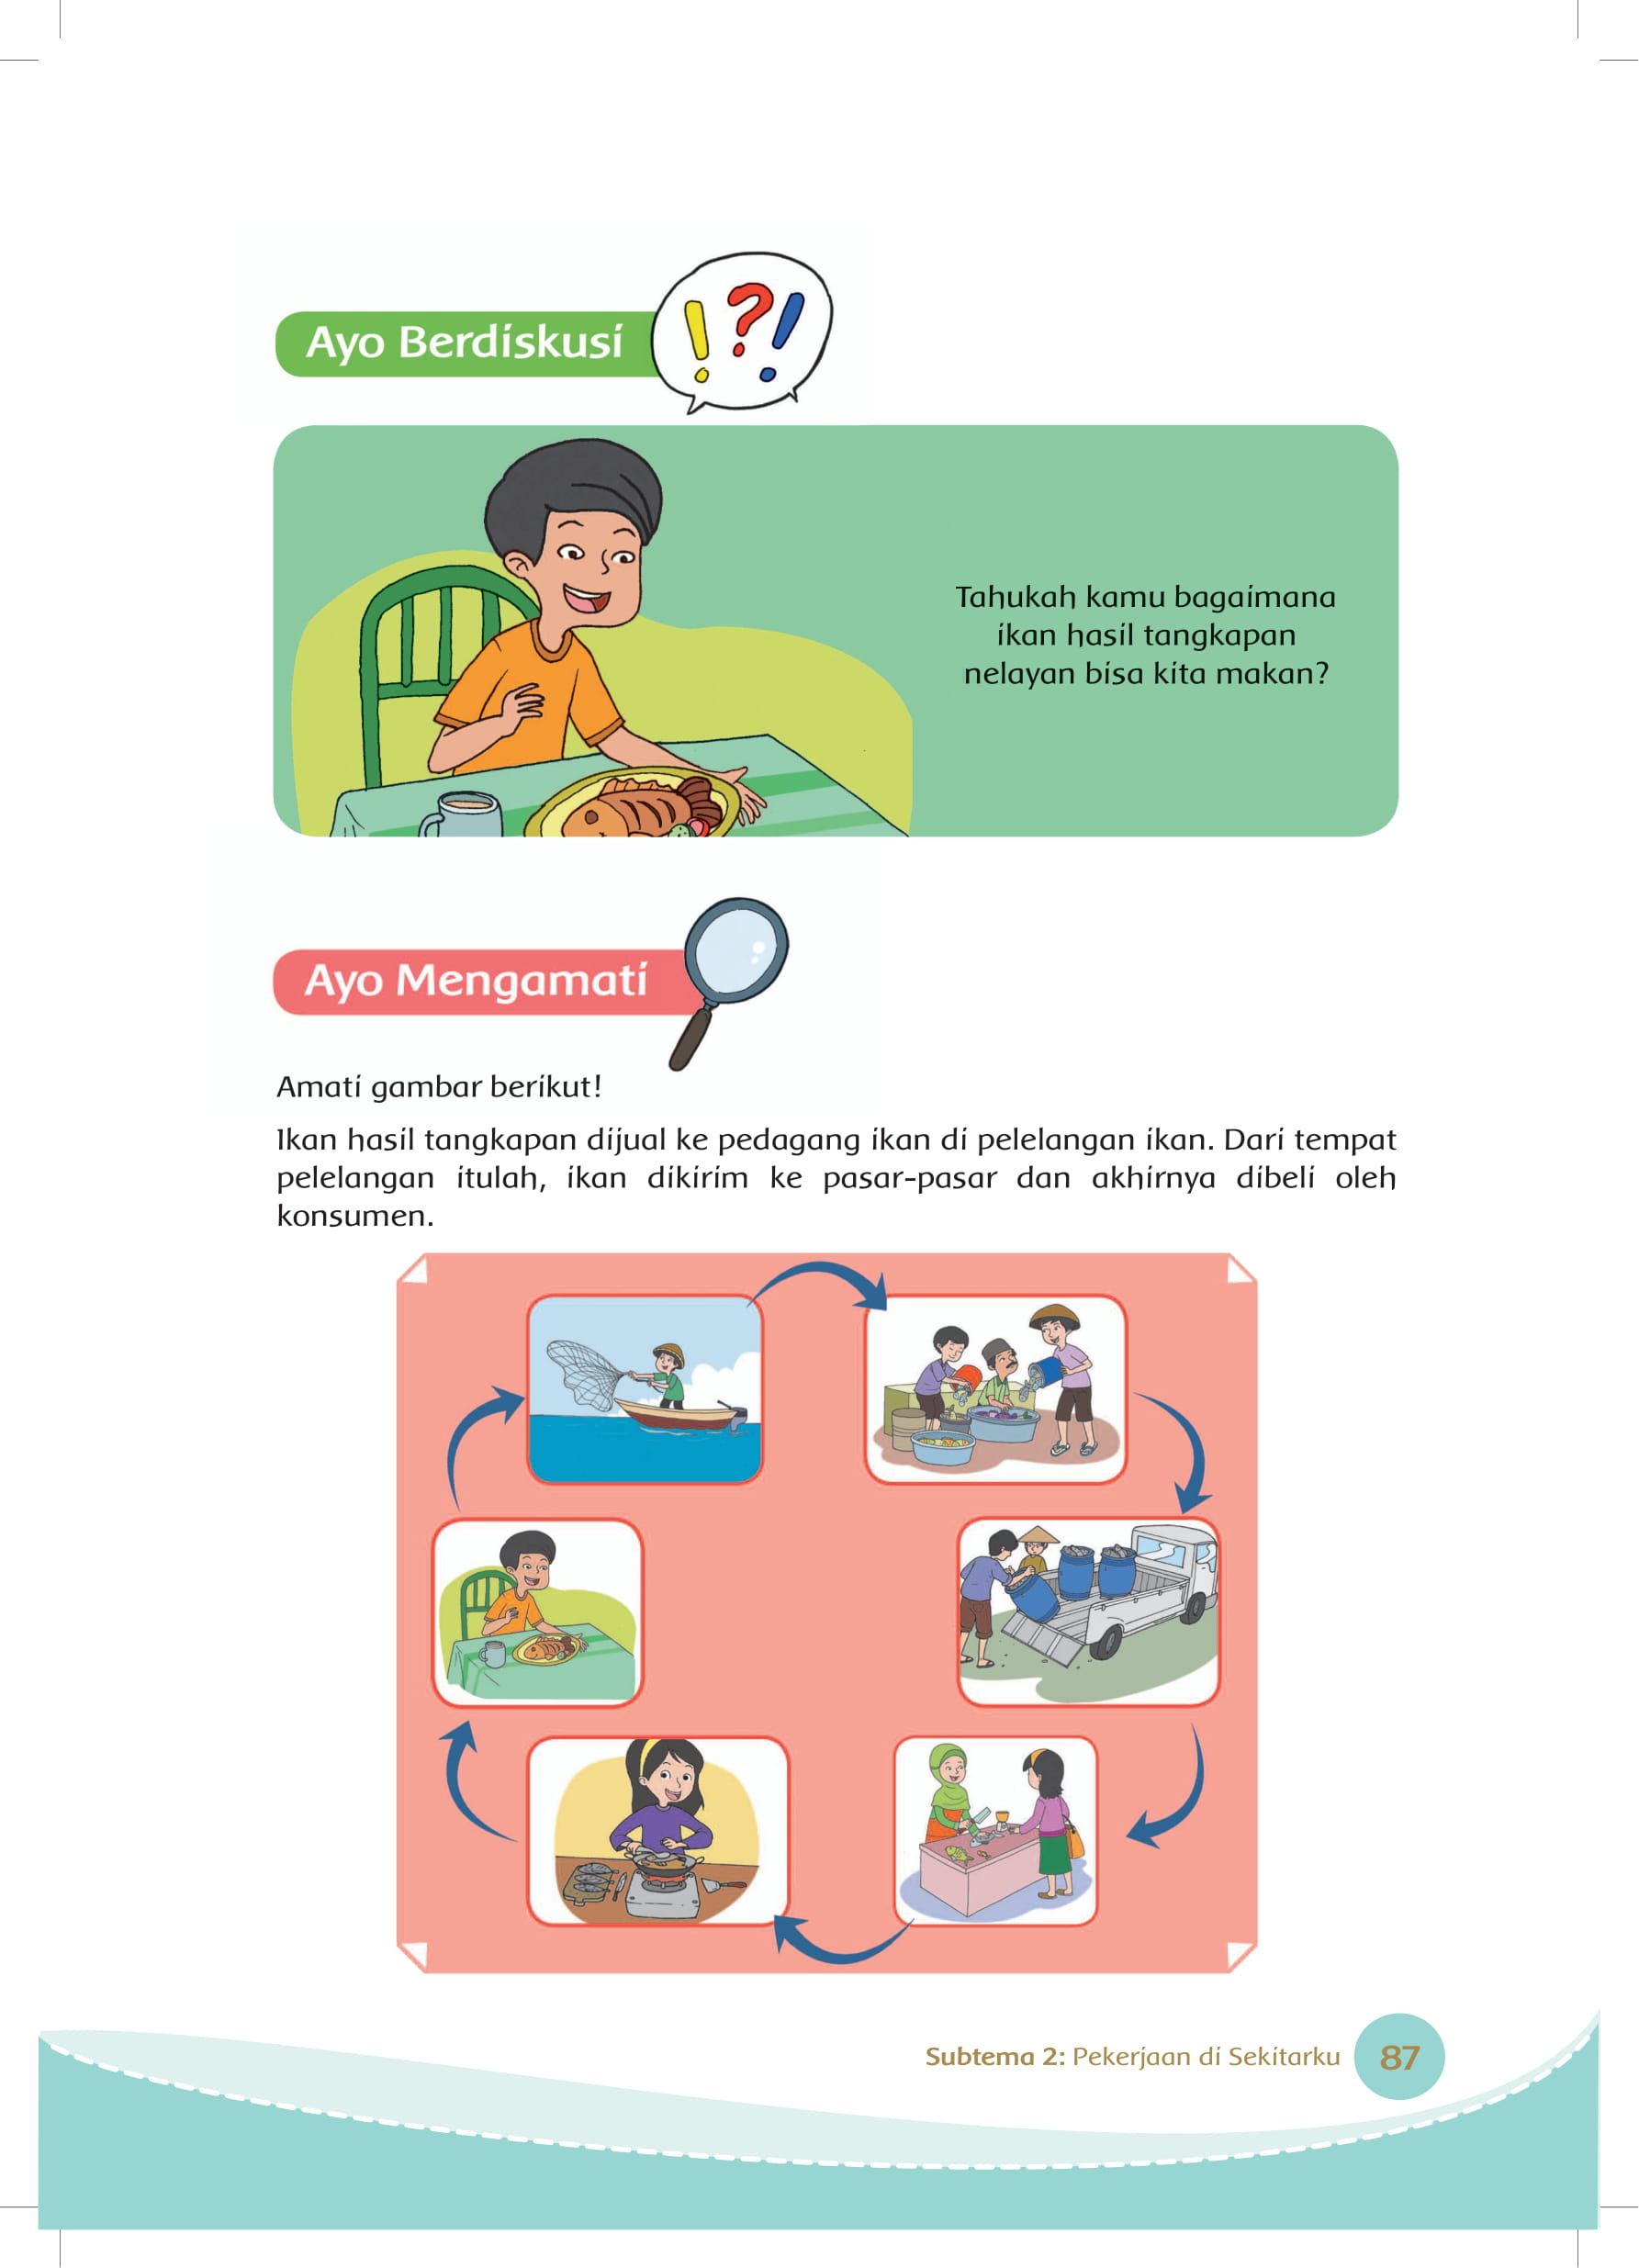 Ayo Berdiskusi
!?!
Tahukah kamu bagaimana
ikan hasil tangkapan
nelayan bisa kita makan?
Ayo Mengamati
Amati gambar berikut!
Ikan hasil tangkapan dijual ke pedagang ikan di pelelangan ikan. Dari tempat
pelelangan itulah, ikan dikirim ke pasar-pasar dan akhirnya dibeli oleh
konsumen.
Subtema 2: Pekerjaan di Sekitarku 87